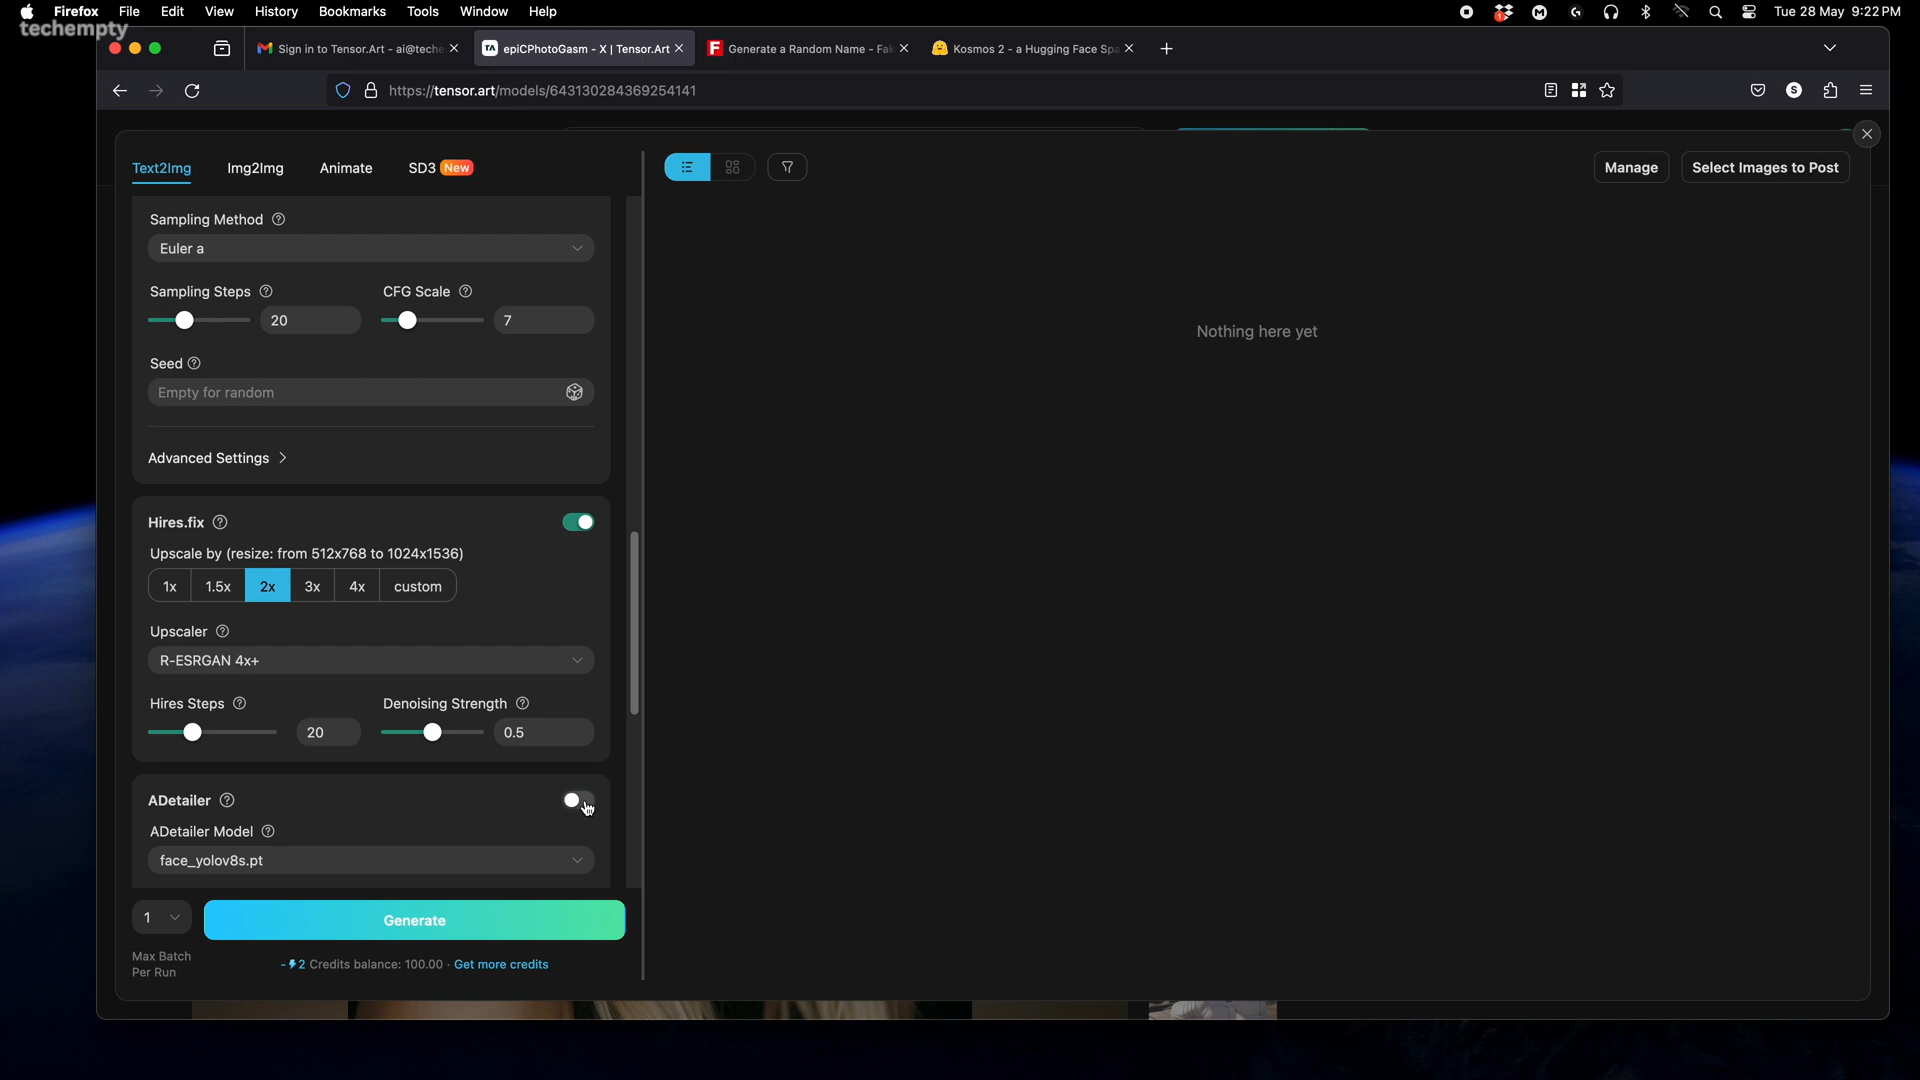 Firefox File Edit View History Bookmarks Tools Window Help
Tue 28 May 9:22 PM
techempty
Sign in to Tensor.Art - ai@teche
TA epiCPhotoGasm - X | Tensor.Art
F Generate a Random Name - Fak
Kosmos 2 - a Hugging Face Spa
https://tensor.art/models/643130284369254141
S
Text2Img Img2Img Animate SD3 New
Manage
Select Images to Post
Sampling Method
Euler a
Sampling Steps
CFG Scale
20
7
Seed
Empty for random
Nothing here yet
Advanced Settings
Hires.fix
Upscale by (resize: from 512x768 to 1024x1536)
1x 1.5x 2x 3x 4x custom
Upscaler
R-ESRGAN 4x+
Hires Steps
Denoising Strength
20
0.5
ADetailer
ADetailer Model
face_yolov8s.pt
1
Generate
Max Batch
Per Run
-2 Credits balance: 100.00 · Get more credits